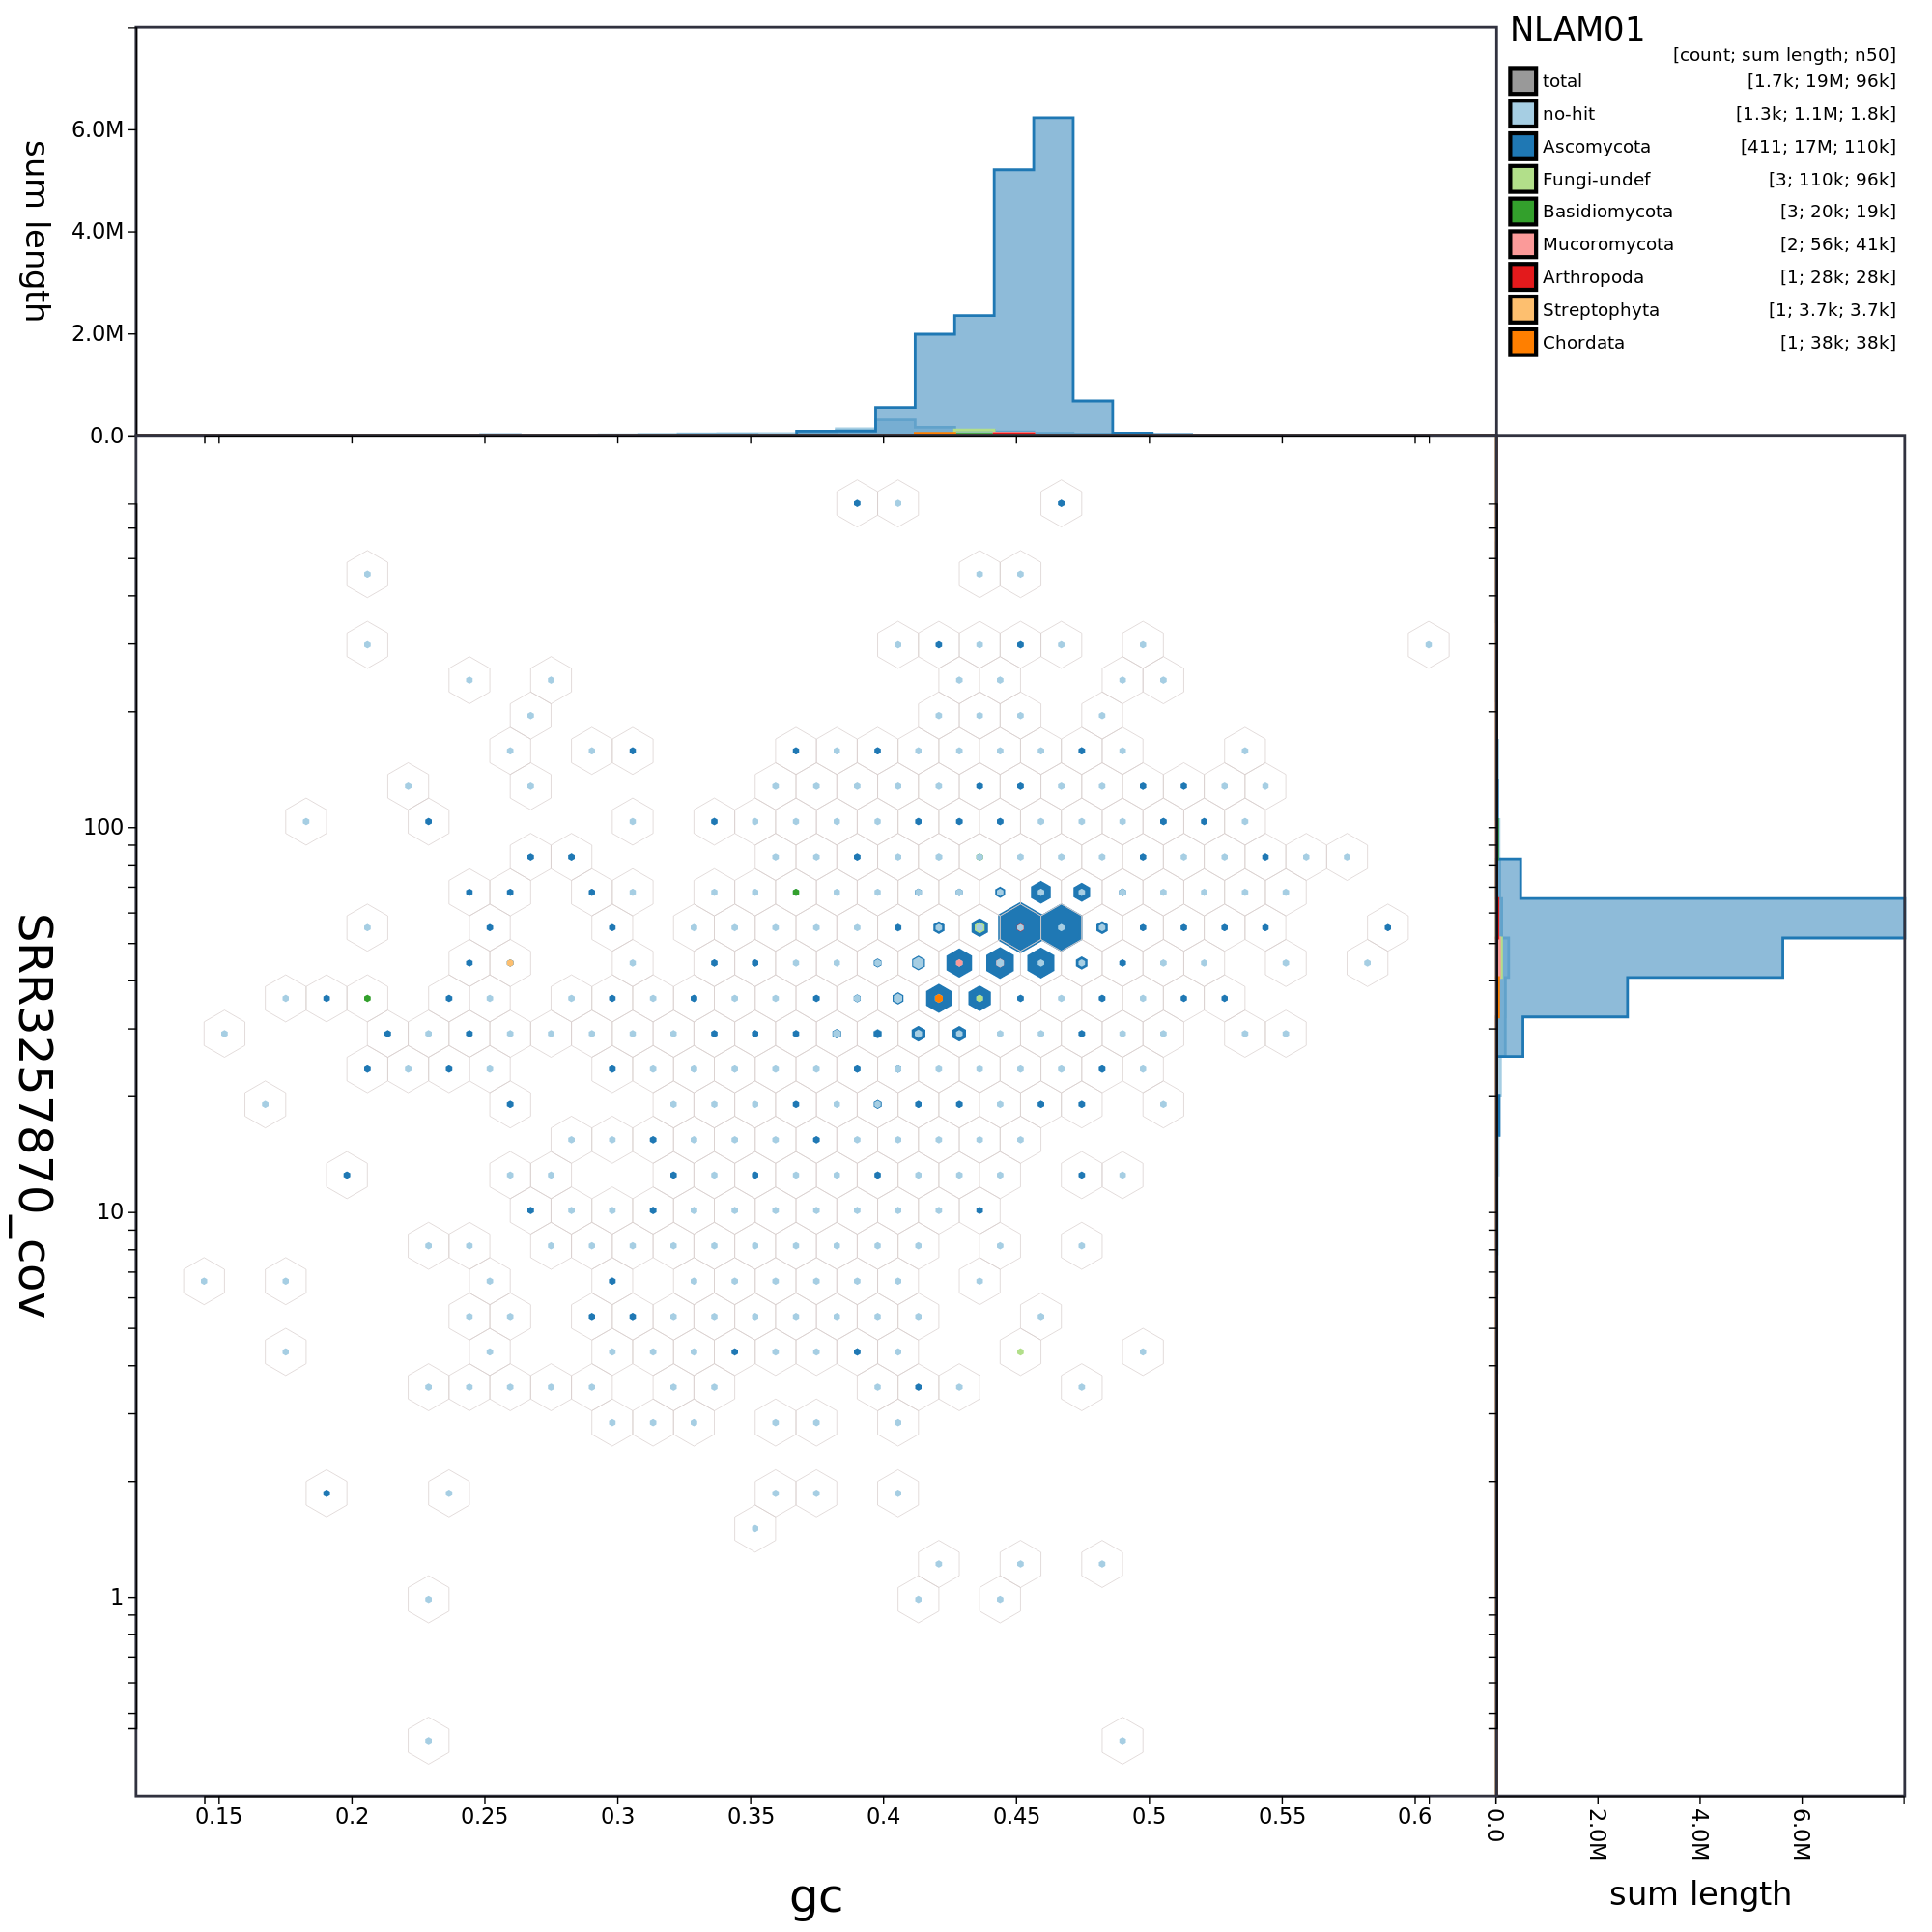 NLAM01
[count; sum length; n50]
total [1.7k; 19M; 96k]
no-hit [1.3k; 1.1M; 1.8k]
Ascomycota [411; 17M; 110k]
Fungi-undef [3; 110k; 96k]
Basidiomycota [3; 20k; 19k]
Mucoromycota [2; 56k; 41k]
Arthropoda [1; 28k; 28k]
Streptophyta [1; 3.7k; 3.7k]
Chordata [1; 38k; 38k]
sum length
6.0M
4.0M
2.0M
0.0
SRR3257870_cov
100
10
1
0.15 0.2 0.25 0.3 0.35 0.4 0.45 0.5 0.55 0.6
gc
0.0 2.0M 4.0M 6.0M
sum length